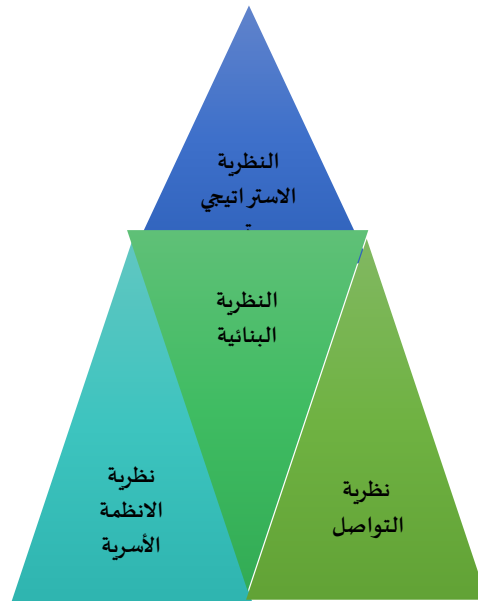 النظرية
الاستراتيجي
ة
النظرية
البنائية
نظرية
التواصل
نظرية
الانظمة
الأسرية